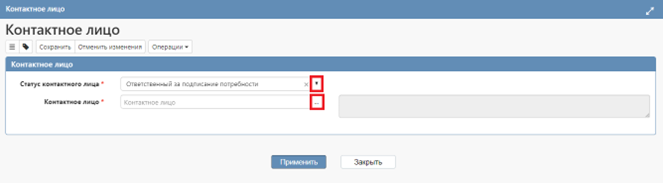 Контактное лицо
Контактное лицо
Сохранить Отменить изменения Операции
Контактное лицо
Статус контактного лица * Ответственный за подписание потребности ×
Контактное лицо * Контактное лицо ...
Применить Закрыть